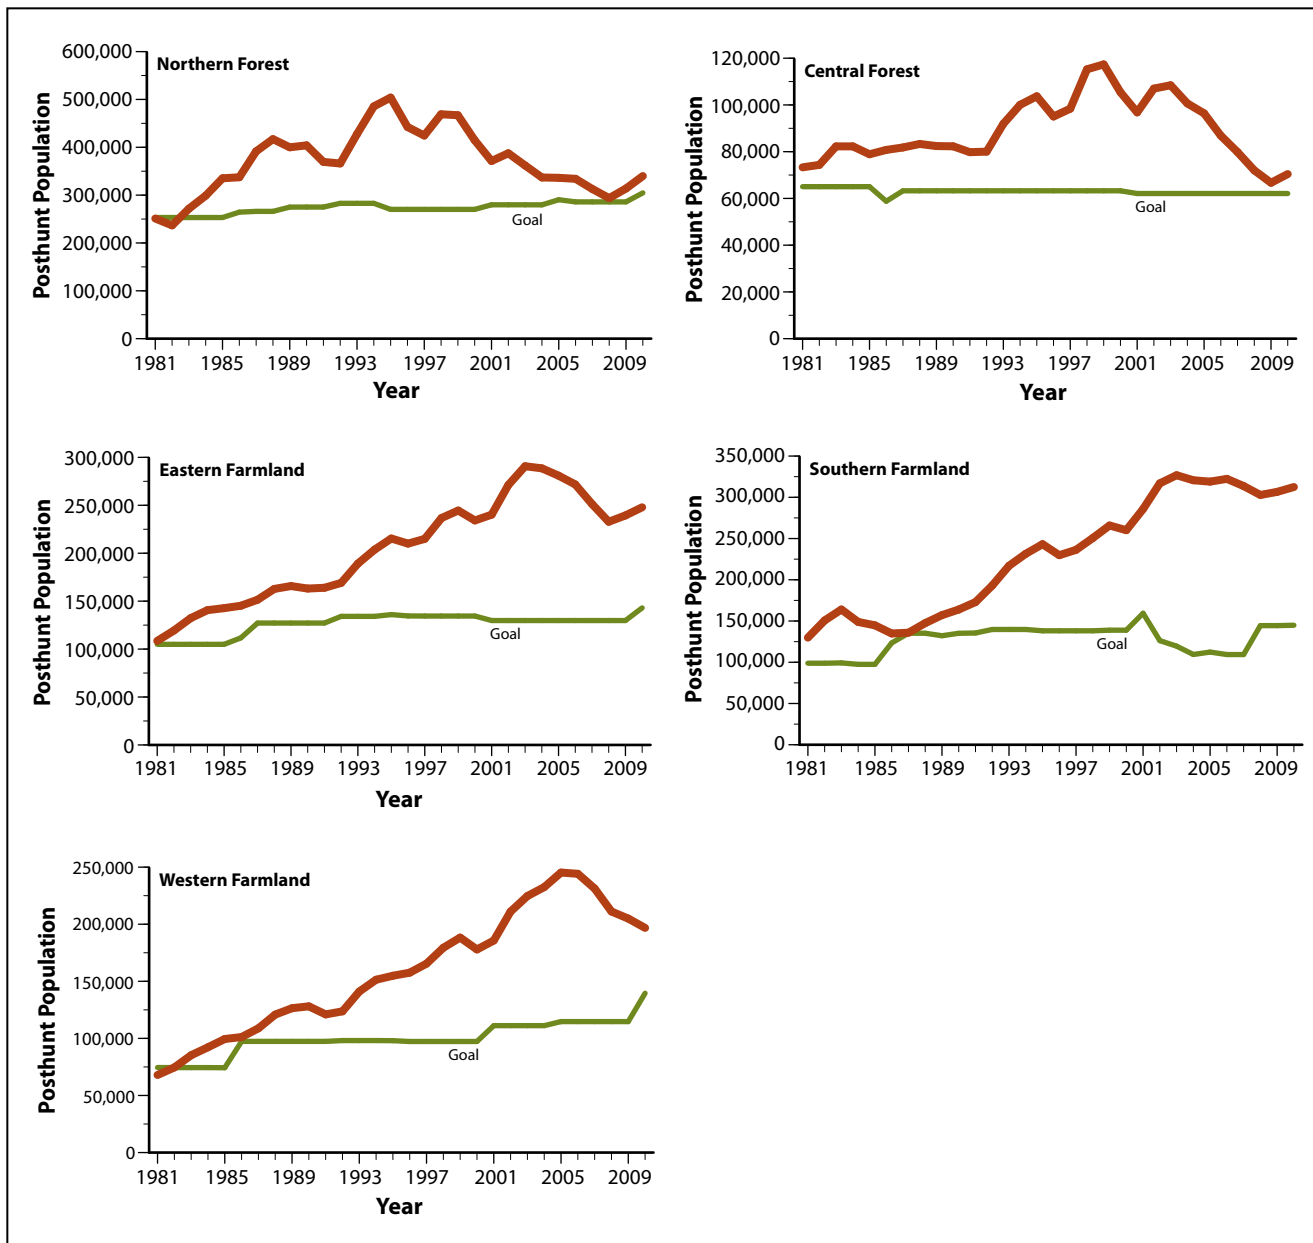 Northern Forest
Posthunt Population
600,000
500,000
400,000
300,000
200,000
100,000
0
Goal
1981 1985 1989 1993 1997 2001 2005 2009
Year
Central Forest
Posthunt Population
120,000
100,000
80,000
60,000
40,000
20,000
0
Goal
1981 1985 1989 1993 1997 2001 2005 2009
Year
Eastern Farmland
Posthunt Population
300,000
250,000
200,000
150,000
100,000
50,000
0
Goal
1981 1985 1989 1993 1997 2001 2005 2009
Year
Southern Farmland
Posthunt Population
350,000
300,000
250,000
200,000
150,000
100,000
50,000
0
Goal
1981 1985 1989 1993 1997 2001 2005 2009
Western Farmland
Posthunt Population
250,000
200,000
150,000
100,000
50,000
0
Goal
1981 1985 1989 1993 1997 2001 2005 2009
Year